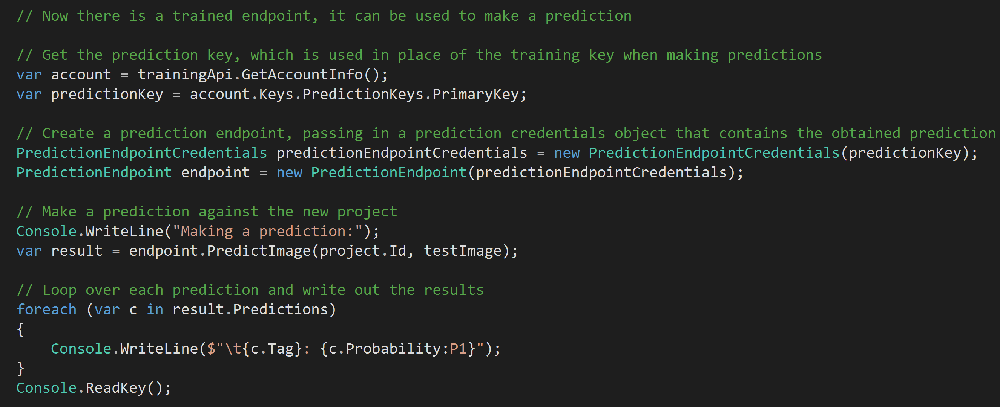 // Now there is a trained endpoint, it can be used to make a prediction
// Get the prediction key, which is used in place of the training key when making predictions
var account = trainingApi.GetAccountInfo();
var predictionKey = account.Keys.PredictionKeys.PrimaryKey;
// Create a prediction endpoint, passing in a prediction credentials object that contains the obtained prediction
PredictionEndpointCredentials predictionEndpointCredentials = new PredictionEndpointCredentials(predictionKey);
PredictionEndpoint endpoint = new PredictionEndpoint(predictionEndpointCredentials);
// Make a prediction against the new project
Console.WriteLine("Making a prediction:");
var result = endpoint.PredictImage(project.Id, testImage);
// Loop over each prediction and write out the results
foreach (var c in result.Predictions)
{
    Console.WriteLine($"\t{c.Tag}: {c.Probability:P1}");
}
Console.ReadKey();